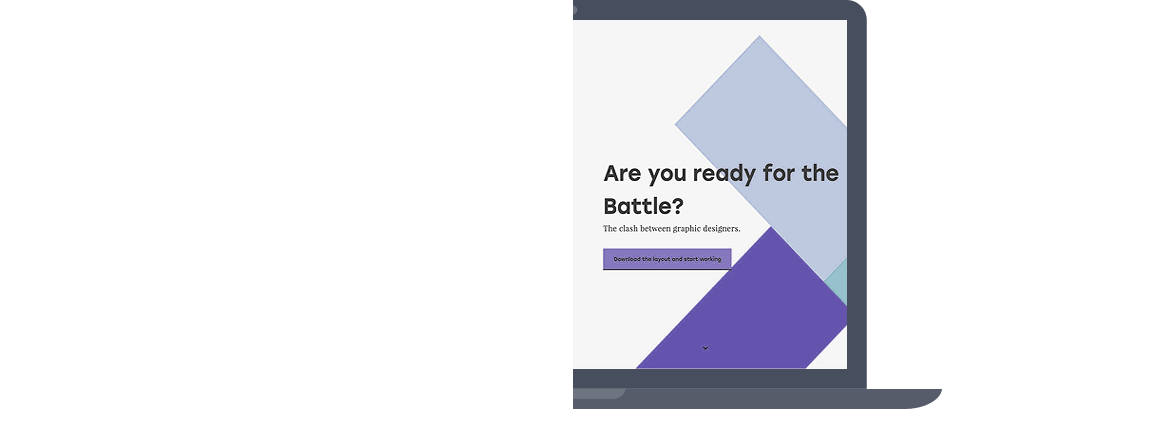 Are you ready for the
Battle?
The clash between graphic designers.
Download the layout and start working